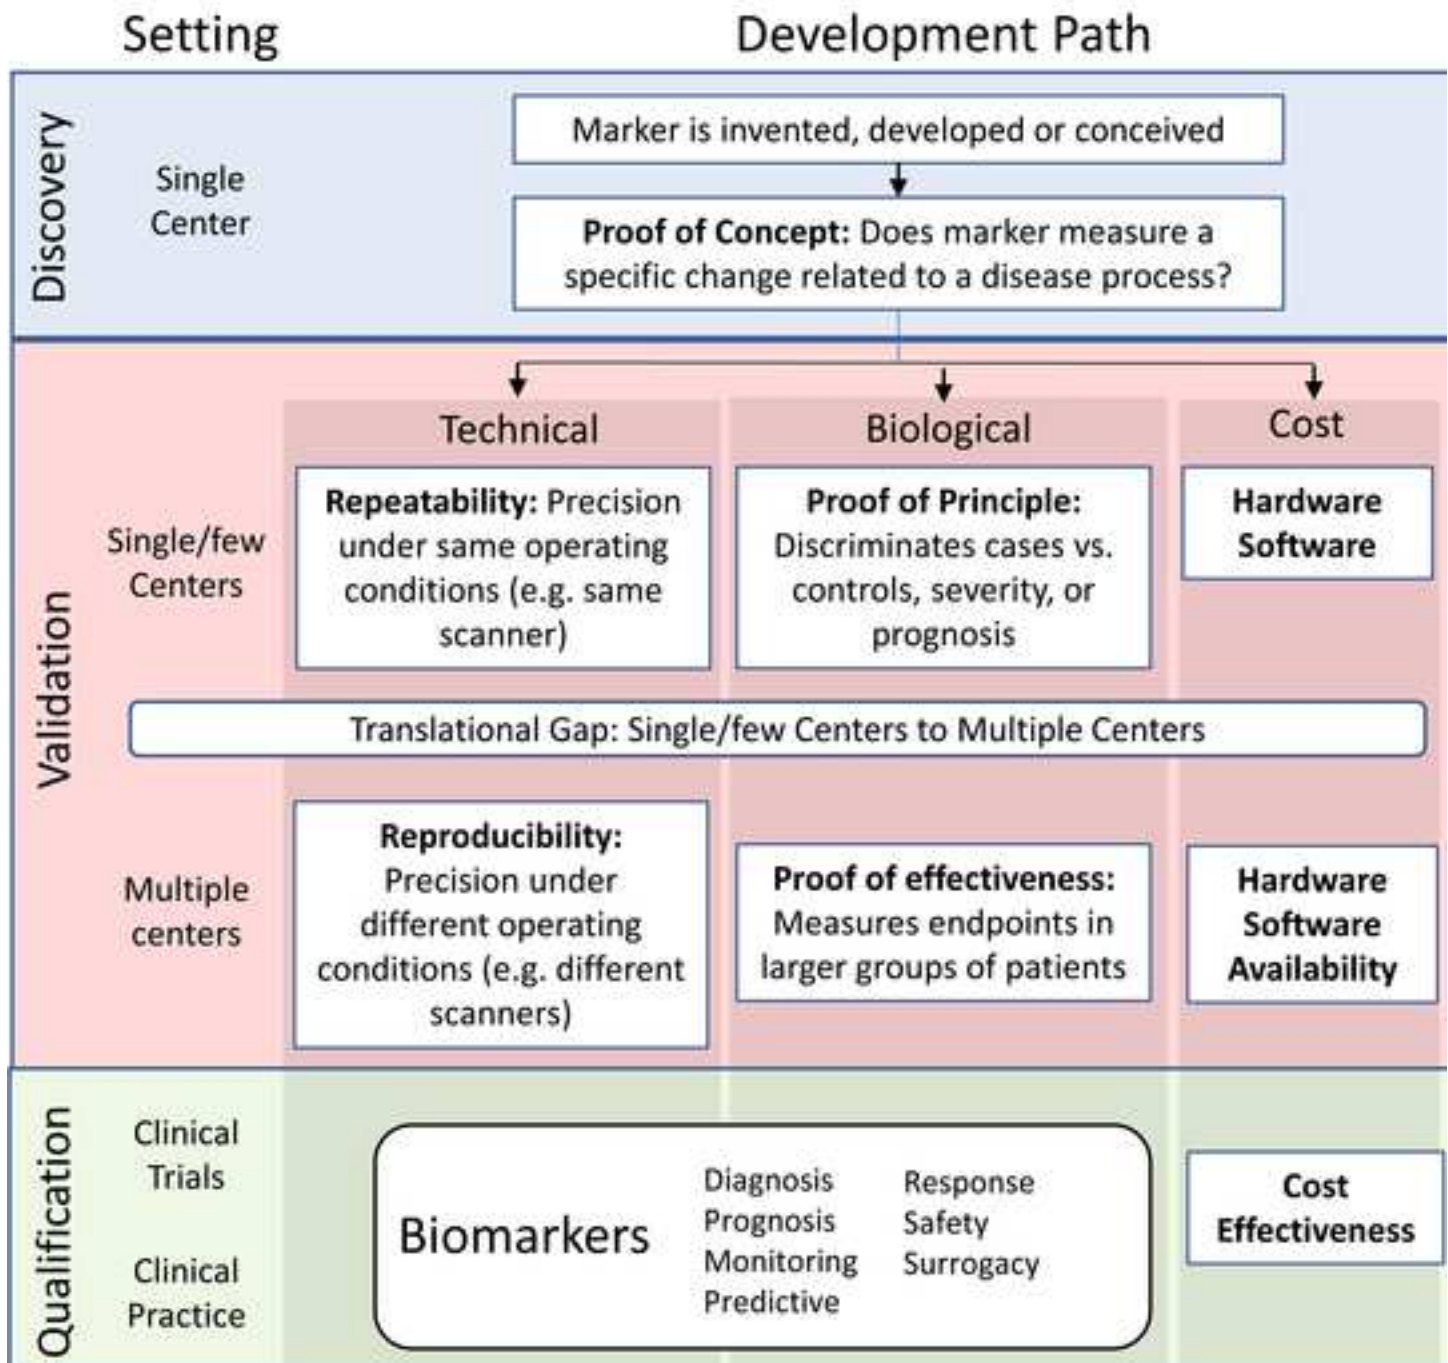 Setting
Development Path
Discovery
Single
Center
Marker is invented, developed or conceived
Proof of Concept: Does marker measure a
specific change related to a disease process?
Validation
Technical
Biological
Cost
Single/few
Centers
Repeatability: Precision
under same operating
conditions (e.g. same
scanner)
Proof of Principle:
Discriminates cases vs.
controls, severity, or
prognosis
Hardware
Software
Translational Gap: Single/few Centers to Multiple Centers
Multiple
centers
Reproducibility:
Precision under
different operating
conditions (e.g. different
scanners)
Proof of effectiveness:
Measures endpoints in
larger groups of patients
Hardware
Software
Availability
Qualification
Clinical
Trials
Clinical
Practice
Biomarkers
Diagnosis
Prognosis
Monitoring
Predictive
Response
Safety
Surrogacy
Cost
Effectiveness